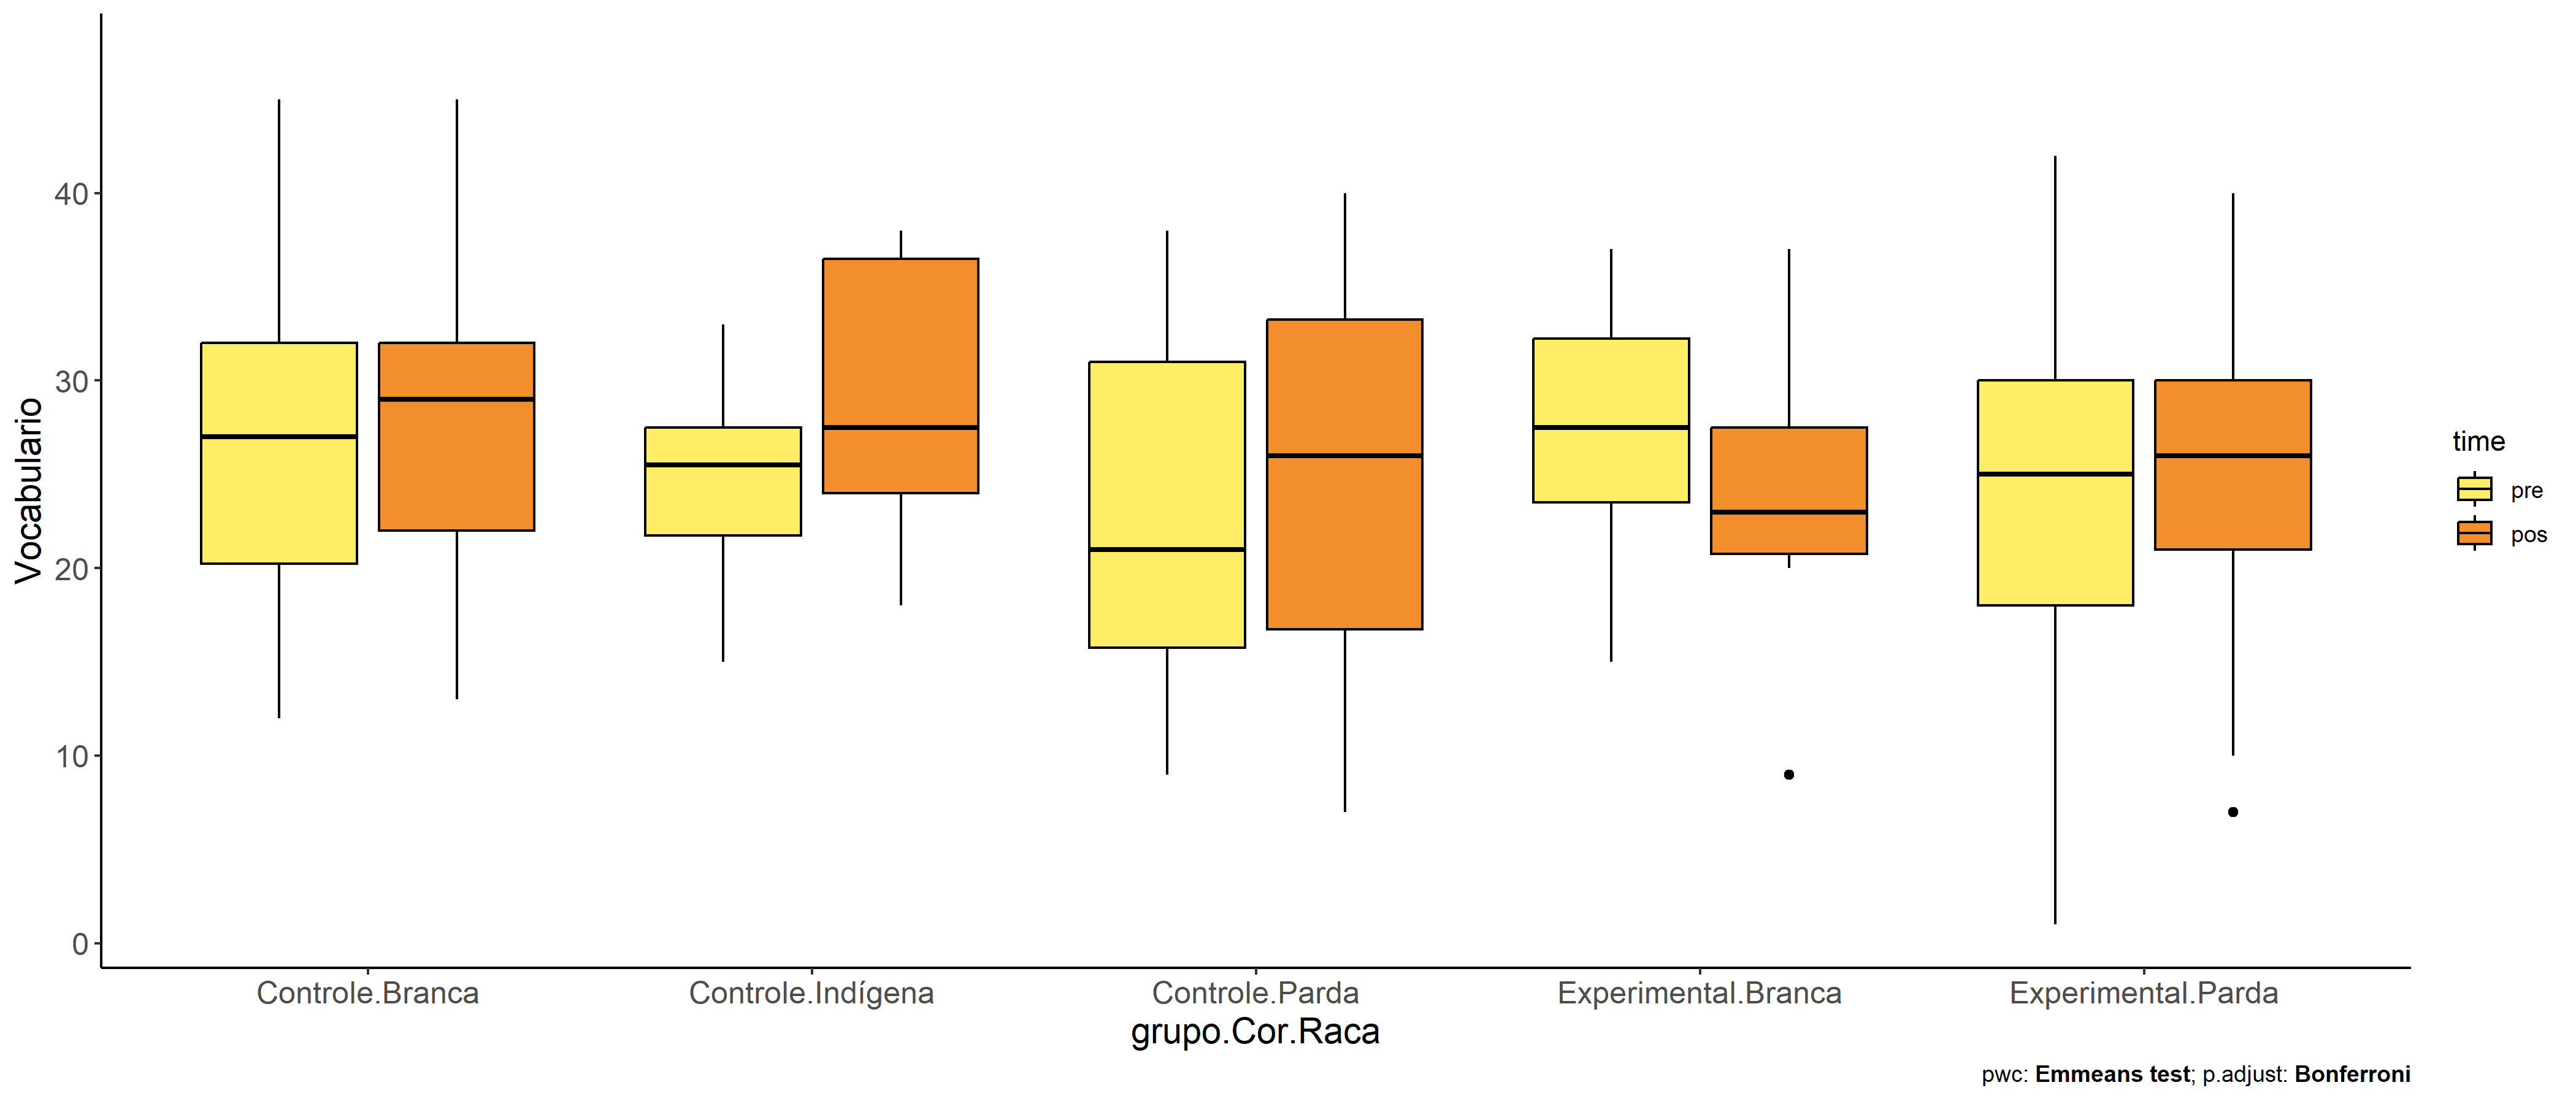 Vocabulario
40
30
20
10
0
Controle.Branca
Controle.Indígena
Controle.Parda
Experimental.Branca
Experimental.Parda
grupo.Cor.Raca
time
pre
pos
pwc: Emmeans test; p.adjust: Bonferroni